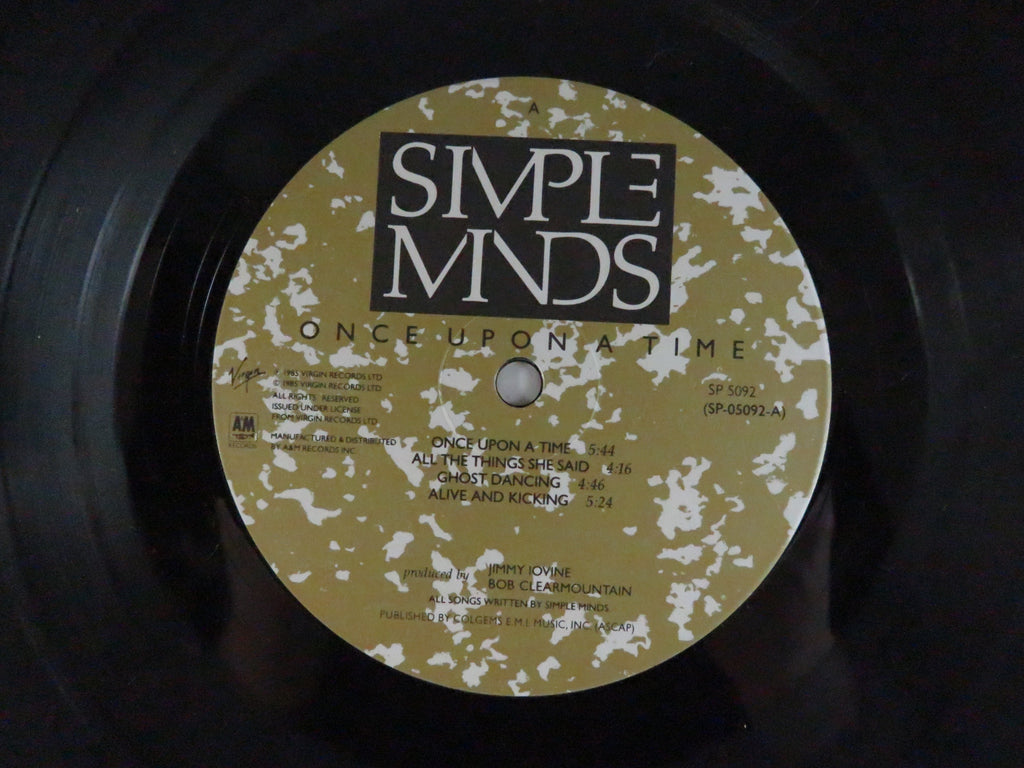 A
SIMPLE
MINDS
ONCE UPON A TIME
Virgin
℗ 1985 VIRGIN RECORDS LTD
© 1985 VIRGIN RECORDS LTD
ALL RIGHTS RESERVED
ISSUED UNDER LICENSE
FROM VIRGIN RECORDS LTD
A&M
RECORDS
MANUFACTURED & DISTRIBUTED
BY A&M RECORDS INC.
SP 5092
(SP-05092-A)
ONCE UPON A TIME 5:44
ALL THE THINGS SHE SAID 4:16
GHOST DANCING 4:46
ALIVE AND KICKING 5:24
produced by JIMMY IOVINE
BOB CLEARMOUNTAIN
ALL SONGS WRITTEN BY SIMPLE MINDS.
PUBLISHED BY COLGEMS E.M.I. MUSIC, INC. (ASCAP)